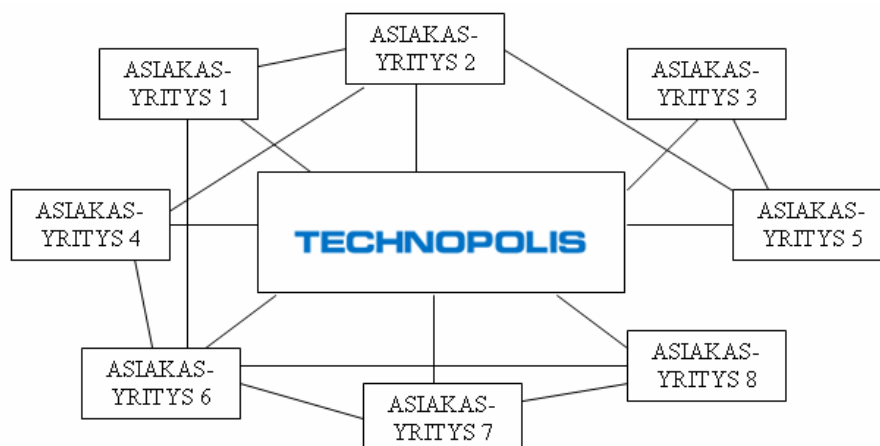 ASIAKAS-
YRITYS 2
ASIAKAS-
YRITYS 1
ASIAKAS-
YRITYS 3
ASIAKAS-
YRITYS 4
TECHNOPOLIS
ASIAKAS-
YRITYS 5
ASIAKAS-
YRITYS 6
ASIAKAS-
YRITYS 8
ASIAKAS-
YRITYS 7